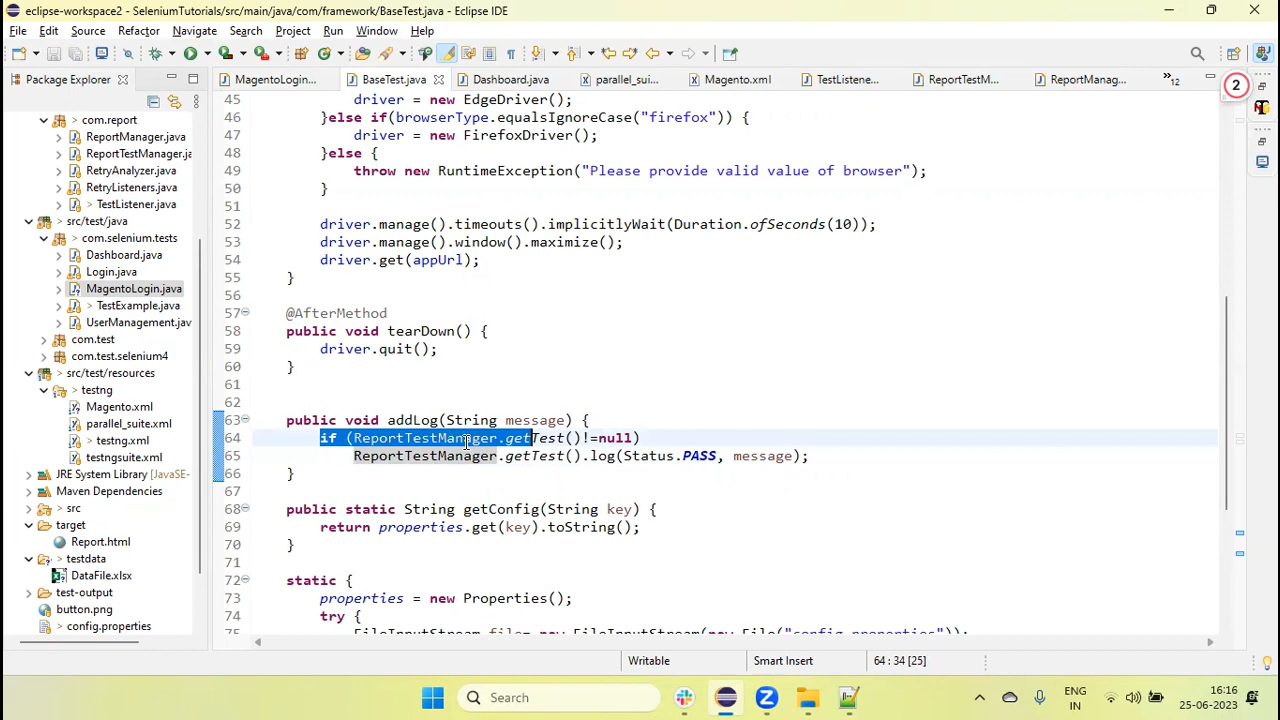 eclipse-workspace2 - SeleniumTutorials/src/main/java/com/framework/BaseTest.java - Eclipse IDE
File Edit Source Refactor Navigate Search Project Run Window Help
Package Explorer
MagentoLogin...
BaseTest.java
Dashboard.java
parallel_sui...
Magento.xml
TestListene...
ReportTestM...
ReportManag...
»12
2
com.report
ReportManager.java
ReportTestManager.ja
RetryAnalyzer.java
RetryListeners.java
TestListener.java
src/test/java
com.selenium.tests
Dashboard.java
Login.java
MagentoLogin.java
> TestExample.java
UserManagement.jav
com.test
com.test.selenium4
src/test/resources
> testng
Magento.xml
parallel_suite.xml
> testng.xml
testngsuite.xml
JRE System Library [JavaSE-
Maven Dependencies
src
target
Report.html
testdata
DataFile.xlsx
test-output
button.png
config.properties
45 driver = new EdgeDriver();
46 }else if(browserType.equalsIgnoreCase("firefox")) {
47 driver = new FirefoxDriver();
48 }else {
49 throw new RuntimeException("Please provide valid value of browser");
50 }
51
52 driver.manage().timeouts().implicitlyWait(Duration.ofSeconds(10));
53 driver.manage().window().maximize();
54 driver.get(appUrl);
55 }
56
57 @AfterMethod
58 public void tearDown() {
59 driver.quit();
60 }
61
62
63 public void addLog(String message) {
64 if (ReportTestManager.getTest()!=null)
65 ReportTestManager.getTest().log(Status.PASS, message);
66 }
67
68 public static String getConfig(String key) {
69 return properties.get(key).toString();
70 }
71
72 static {
73 properties = new Properties();
74 try {
75 FileInputStream file= new FileInputStream(new File("config.properties"));
Writable
Smart Insert
64 : 34 [25]
Search
ENG
IN
16:16
25-06-2023